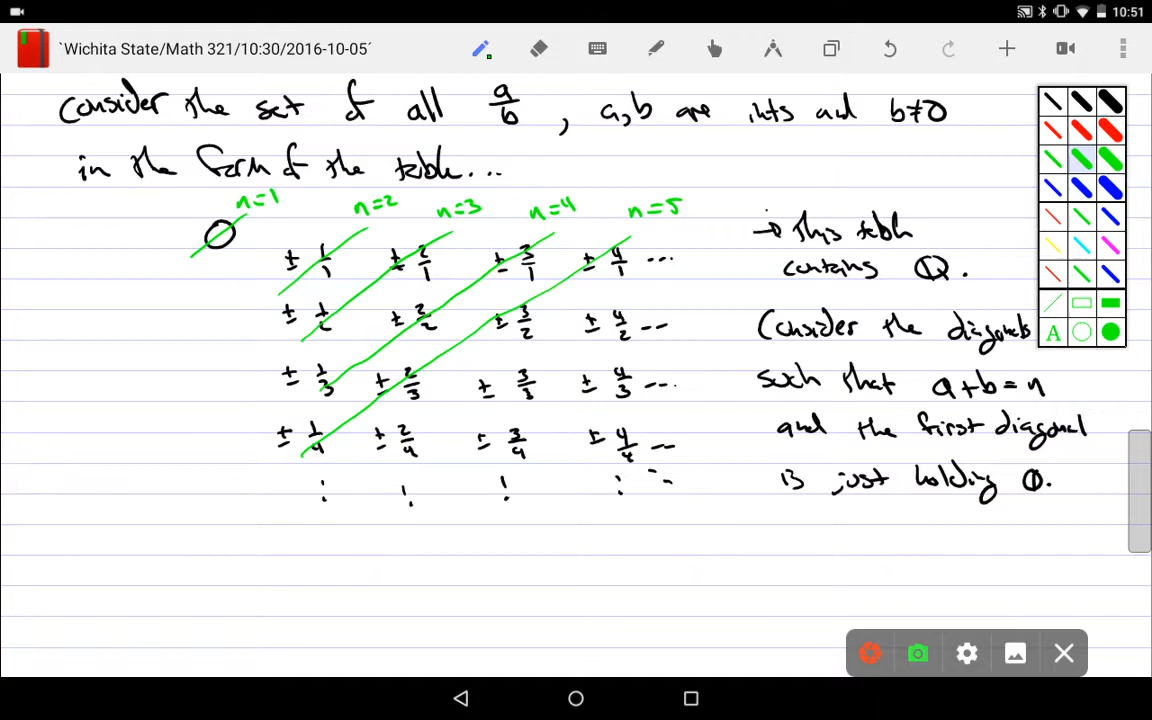 10:51
`Wichita State/Math 321/10:30/2016-10-05´
Consider the set of all a/b, a,b are ints and b≠0
in the form of the table...
n=1 n=2 n=3 n=4 n=5
0
± 1/1 ± 2/1 ± 3/1 ± 4/1 ...
± 1/2 ± 2/2 ± 3/2 ± 4/2 ...
± 1/3 ± 2/3 ± 3/3 ± 4/3 ...
± 1/4 ± 2/4 ± 3/4 ± 4/4 ...
⋮ ⋮ ⋮ ⋮ ⋱
→ This table
contains ℚ.
Consider the diagonals
such that a+b=n
and the first diagonal
is just holding 0.
A